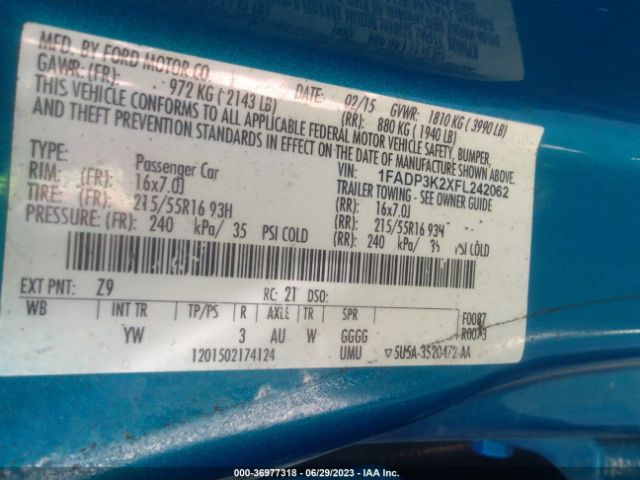 MFD. BY FORD MOTOR CO.
DATE: 02/15 GVWR: 1810 KG ( 3990 LB)
GAWR: (FR): 972 KG ( 2143 LB) (RR): 880 KG ( 1940 LB)
THIS VEHICLE CONFORMS TO ALL APPLICABLE FEDERAL MOTOR VEHICLE SAFETY, BUMPER,
AND THEFT PREVENTION STANDARDS IN EFFECT ON THE DATE OF MANUFACTURE SHOWN ABOVE.
VIN: 1FADP3K2XFL242062
TYPE: Passenger Car TRAILER TOWING - SEE OWNER GUIDE
RIM: (FR): 16x7.0J (RR): 16x7.0J
TIRE: (FR): 215/55R16 93H (RR): 215/55R16 93H
PRESSURE: (FR): 240 kPa/ 35 PSI COLD (RR): 240 kPa/ 35 PSI COLD
EXT PNT: Z9 RC: 21 DSO:
WB INT TR TP/PS R AXLE TR SPR F0087
YW 3 AU W GGGG R0073
1201502174124 UMU ▽5U5A-3520472-AA
000-36977318 | 06/29/2023 | IAA Inc.